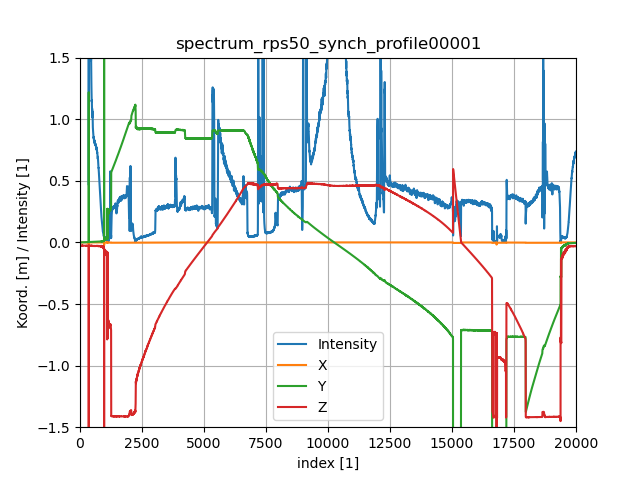 spectrum_rps50_synch_profile00001
Koord. [m] / Intensity [1]
1.5
1.0
0.5
0.0
−0.5
−1.0
−1.5
Intensity
X
Y
Z
0 2500 5000 7500 10000 12500 15000 17500 20000
index [1]